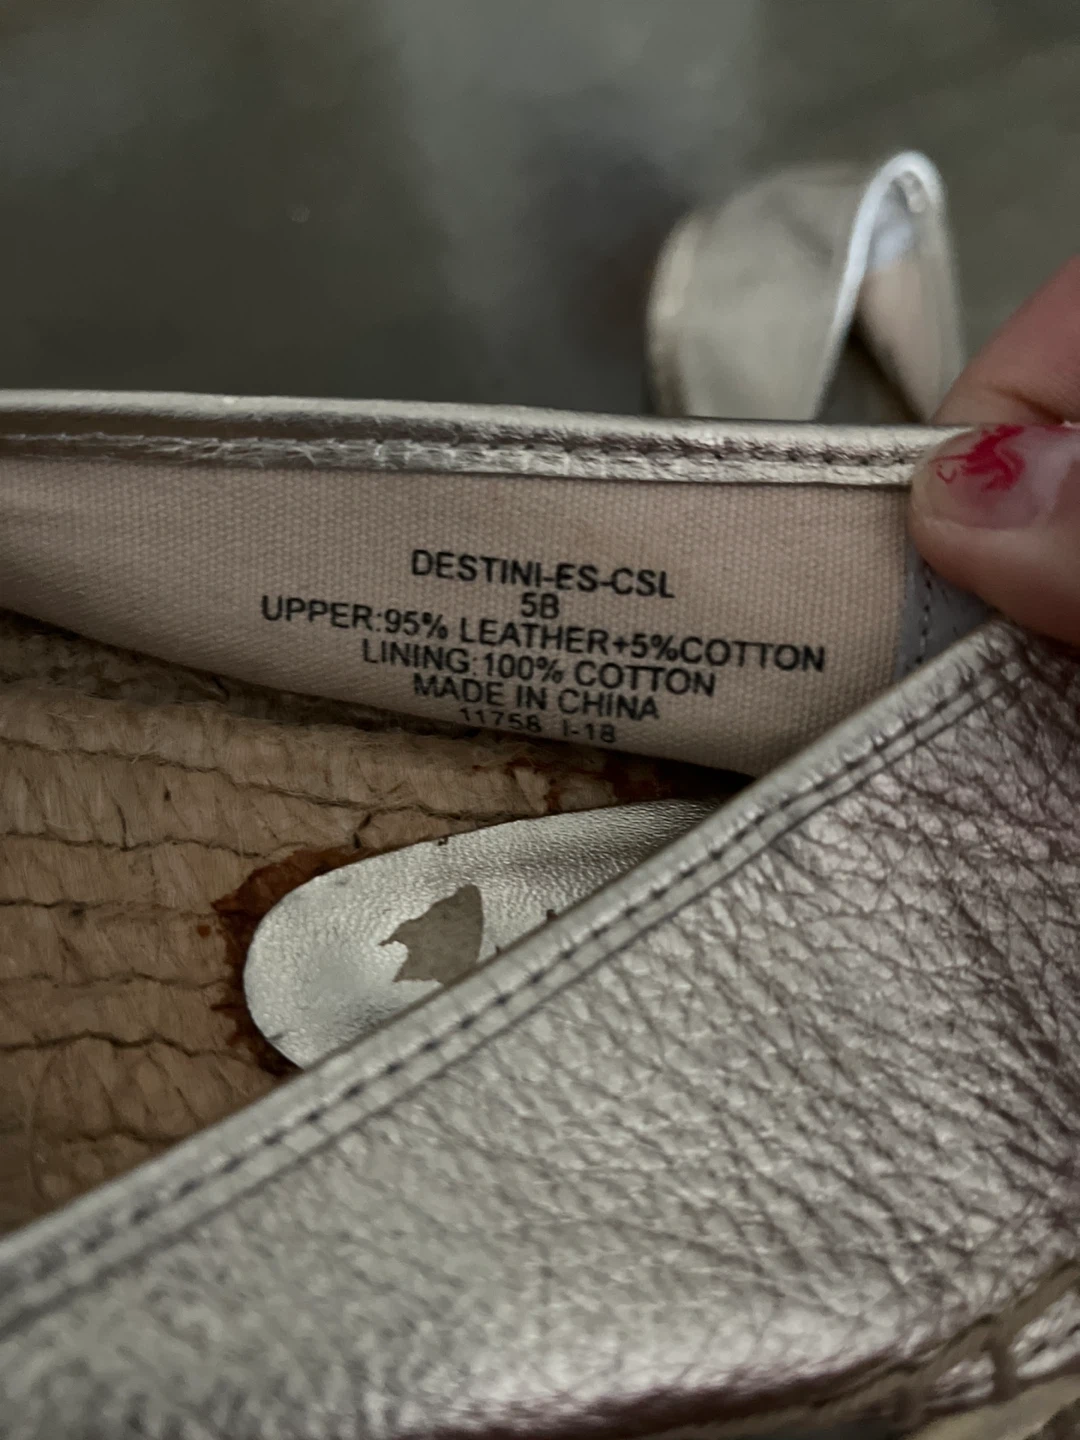 DESTINI-ES-CSL
5B
UPPER:95% LEATHER+5%COTTON
LINING:100% COTTON
MADE IN CHINA
11758 I-18